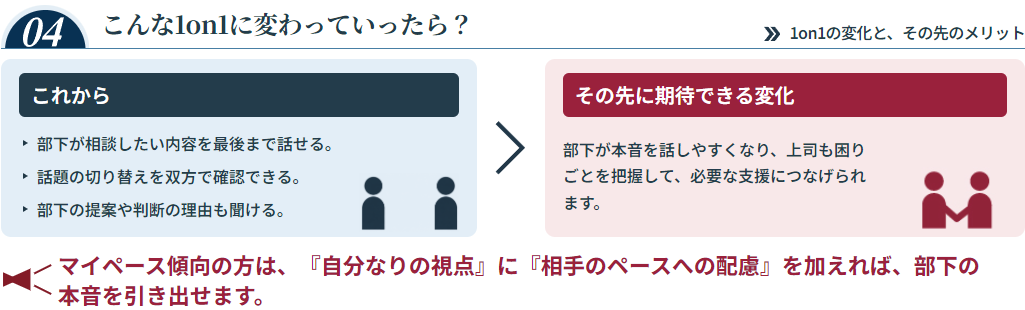 04 こんな1on1に変わっていったら？
1on1の変化と、その先のメリット
これから
部下が相談したい内容を最後まで話せる。
話題の切り替えを双方で確認できる。
部下の提案や判断の理由も聞ける。
その先に期待できる変化
部下が本音を話しやすくなり、上司も困り
ごとを把握して、必要な支援につなげられ
ます。
マイペース傾向の方は、『自分なりの視点』に『相手のペースへの配慮』を加えれば、部下の
本音を引き出せます。